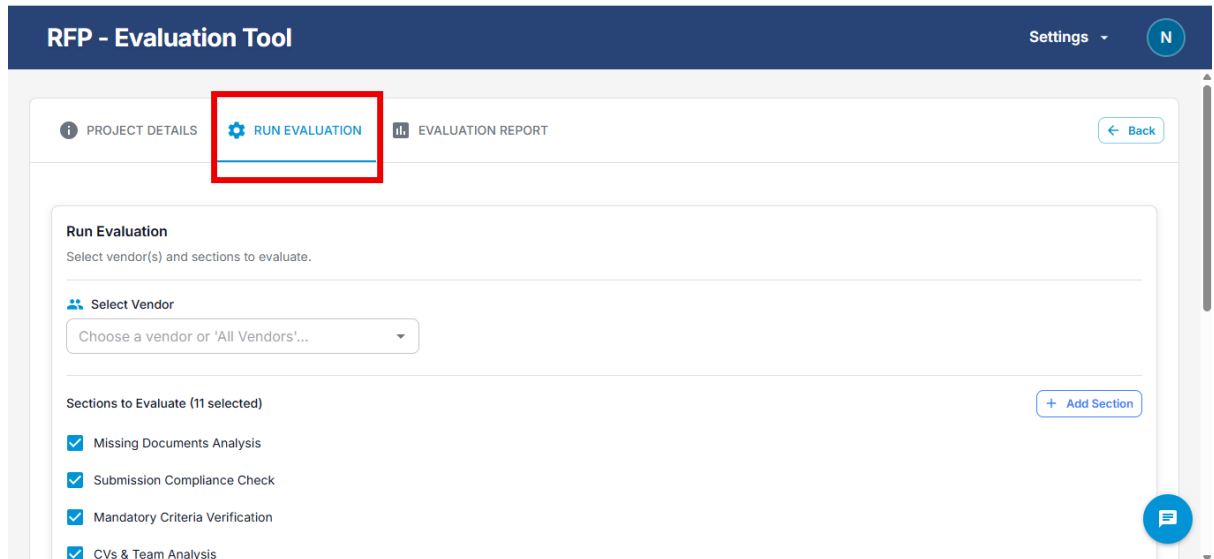 RFP - Evaluation Tool
Settings
N
PROJECT DETAILS
RUN EVALUATION
EVALUATION REPORT
Back
Run Evaluation
Select vendor(s) and sections to evaluate.
Select Vendor
Choose a vendor or 'All Vendors'...
Sections to Evaluate (11 selected)
+ Add Section
Missing Documents Analysis
Submission Compliance Check
Mandatory Criteria Verification
CVs & Team Analysis